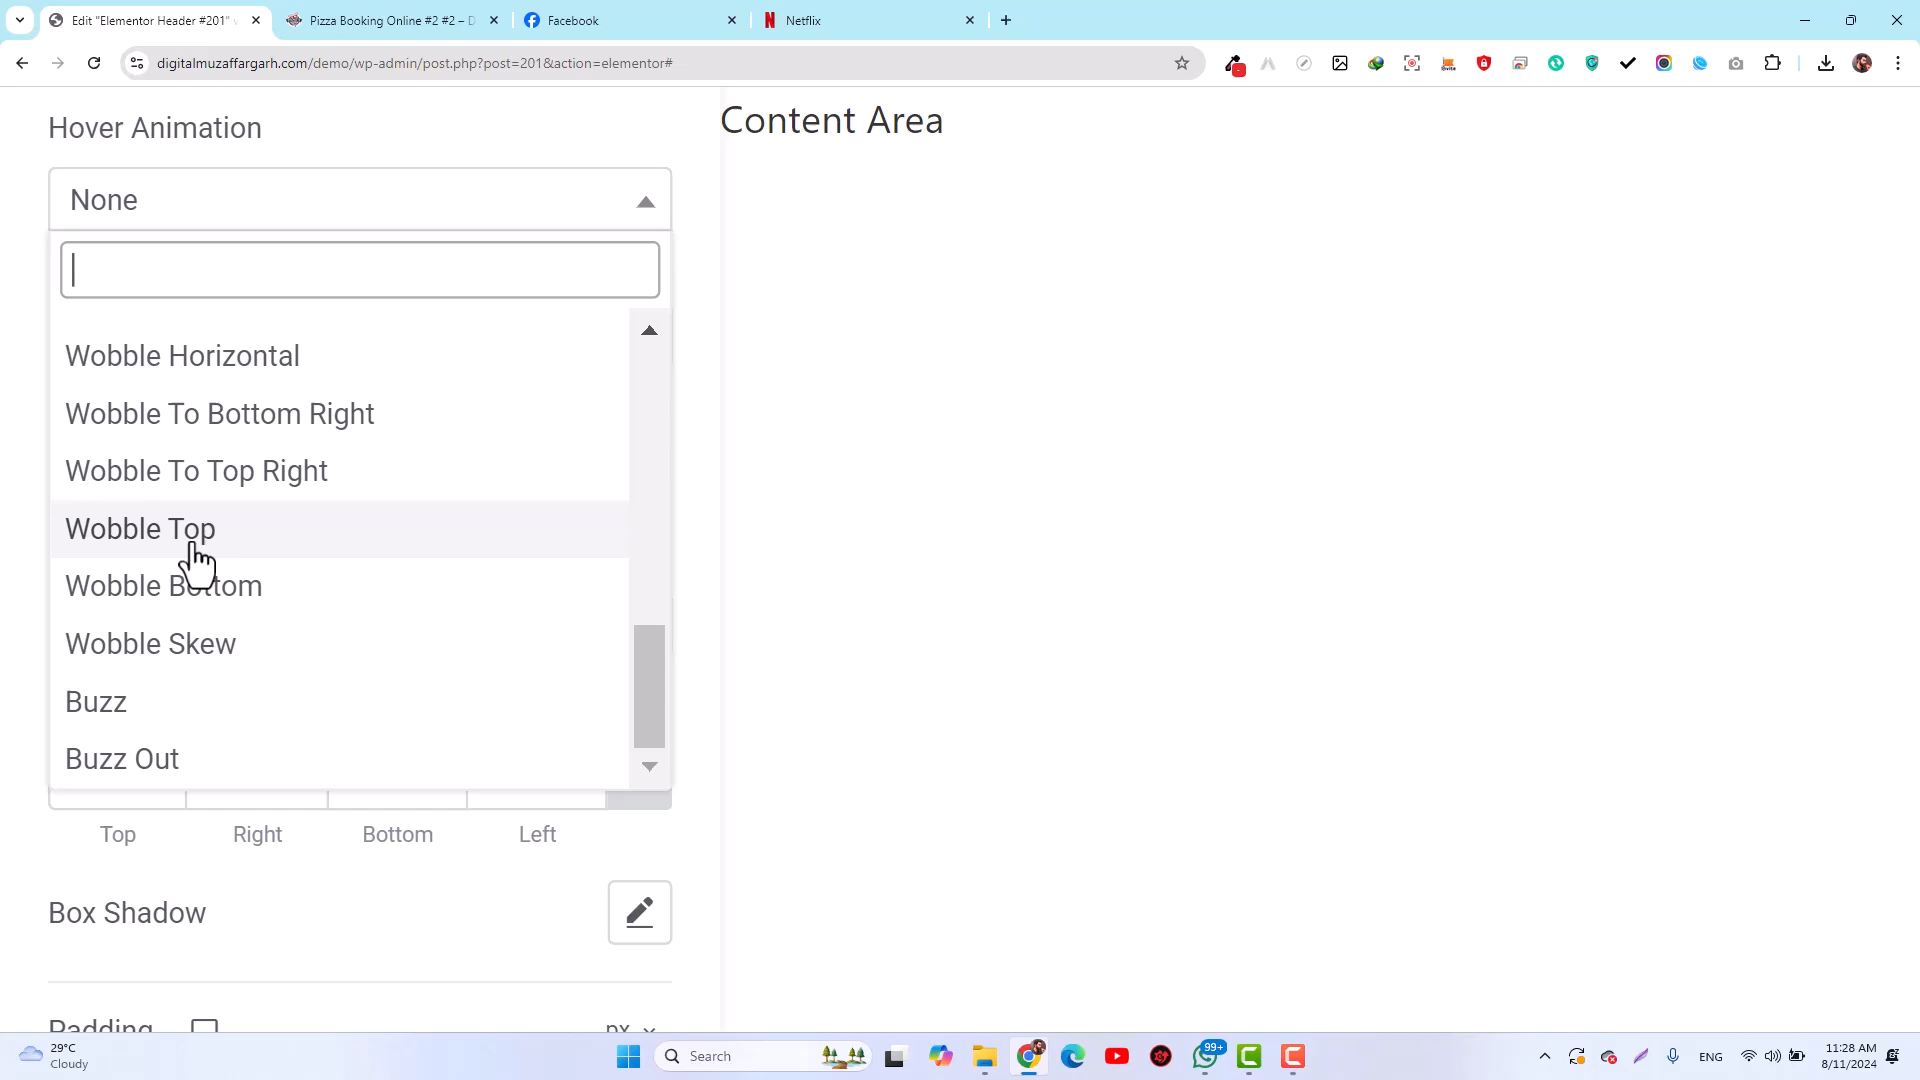 Edit "Elementor Header #201" v
Pizza Booking Online #2 #2 – D
Facebook
Netflix
digitalmuzaffargarh.com/demo/wp-admin/post.php?post=201&action=elementor#
Hover Animation
Content Area
None
Wobble Horizontal
Wobble To Bottom Right
Wobble To Top Right
Wobble Top
Wobble Bottom
Wobble Skew
Buzz
Buzz Out
Top
Right
Bottom
Left
Box Shadow
Padding
px
29°C
Cloudy
Search
99+
ENG
11:28 AM
8/11/2024